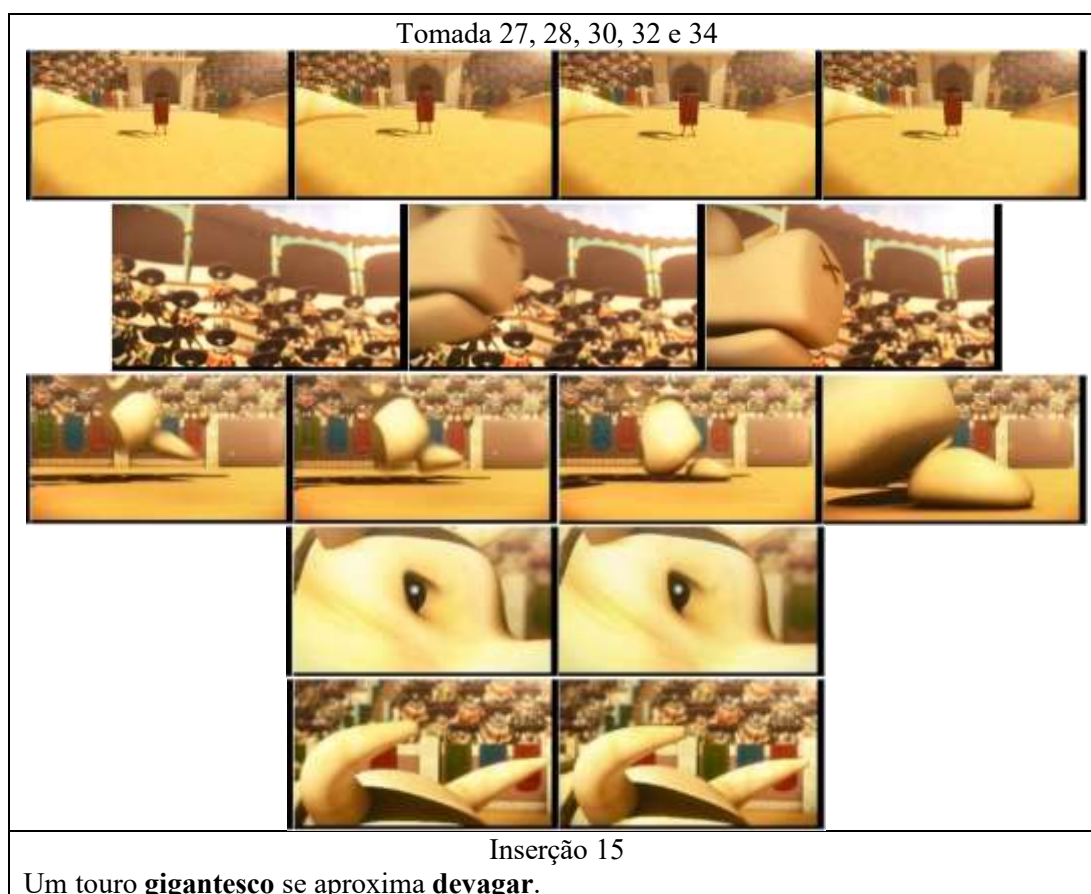 Tomada 27, 28, 30, 32 e 34
Inserção 15
Um touro gigantesco se aproxima devagar.